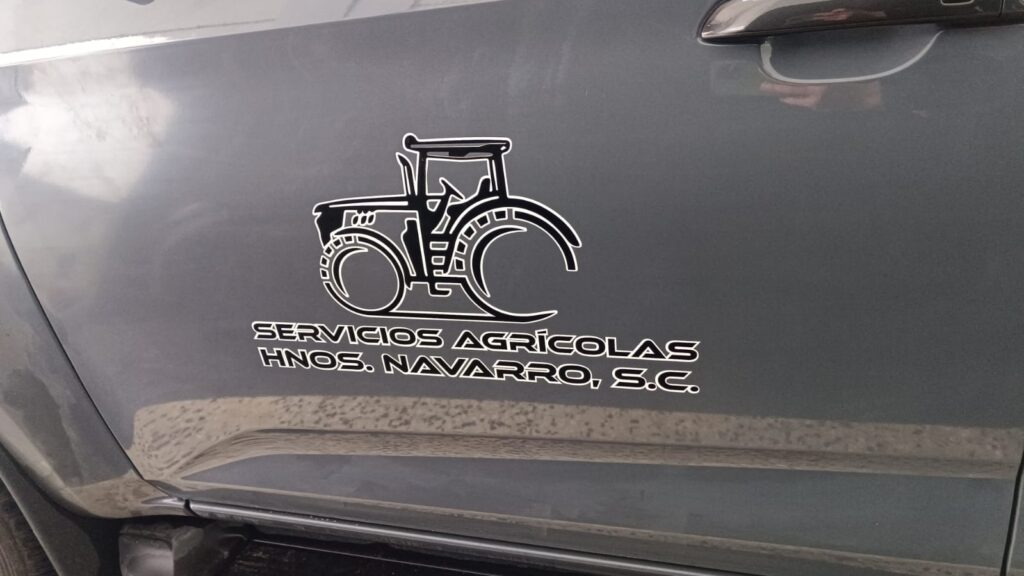 SERVICIOS AGRÍCOLAS
HNOS. NAVARRO, S.C.